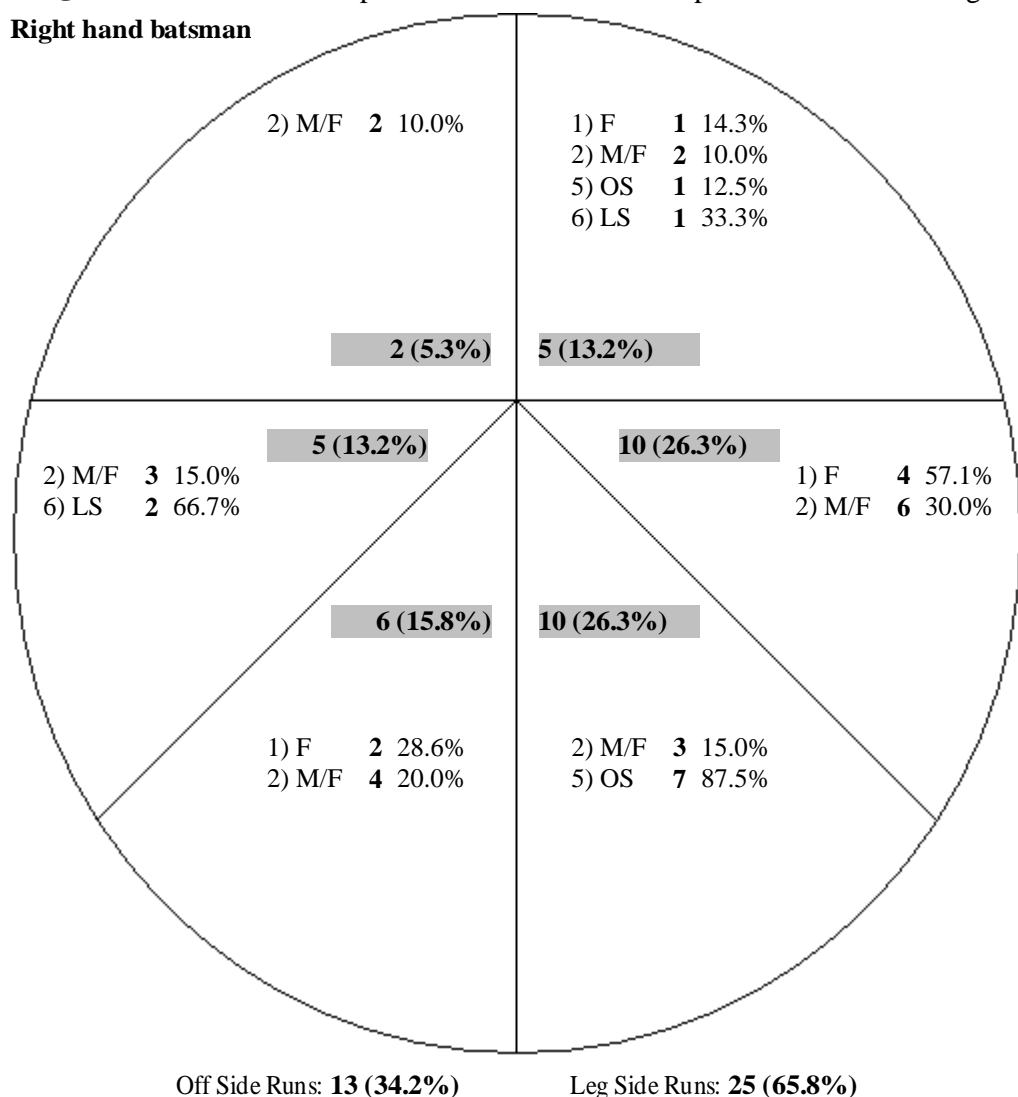 Right hand batsman
2) M/F 2 10.0%
1) F 1 14.3%
2) M/F 2 10.0%
5) OS 1 12.5%
6) LS 1 33.3%
2 (5.3%)
5 (13.2%)
5 (13.2%)
10 (26.3%)
2) M/F 3 15.0%
6) LS 2 66.7%
1) F 4 57.1%
2) M/F 6 30.0%
6 (15.8%)
10 (26.3%)
1) F 2 28.6%
2) M/F 4 20.0%
2) M/F 3 15.0%
5) OS 7 87.5%
Off Side Runs: 13 (34.2%)
Leg Side Runs: 25 (65.8%)